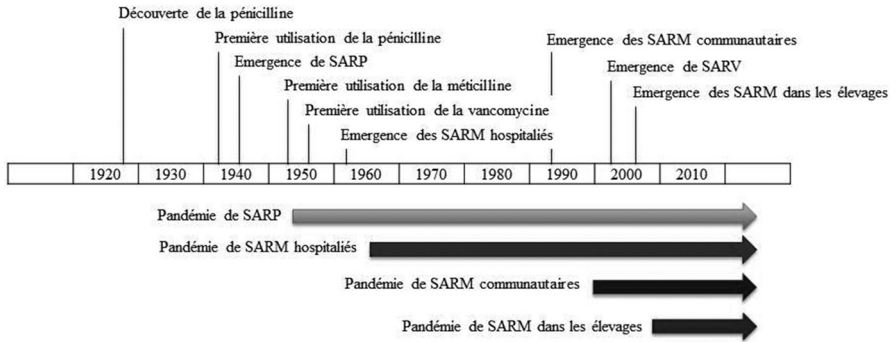 Découverte de la pénicilline
Première utilisation de la pénicilline
Emergence des SARM communautaires
Emergence de SARP
Emergence de SARV
Première utilisation de la méticilline
Emergence des SARM dans les élevages
Première utilisation de la vancomycine
Emergence des SARM hospitaliés
1920 1930 1940 1950 1960 1970 1980 1990 2000 2010
Pandémie de SARP
Pandémie de SARM hospitaliés
Pandémie de SARM communautaires
Pandémie de SARM dans les élevages